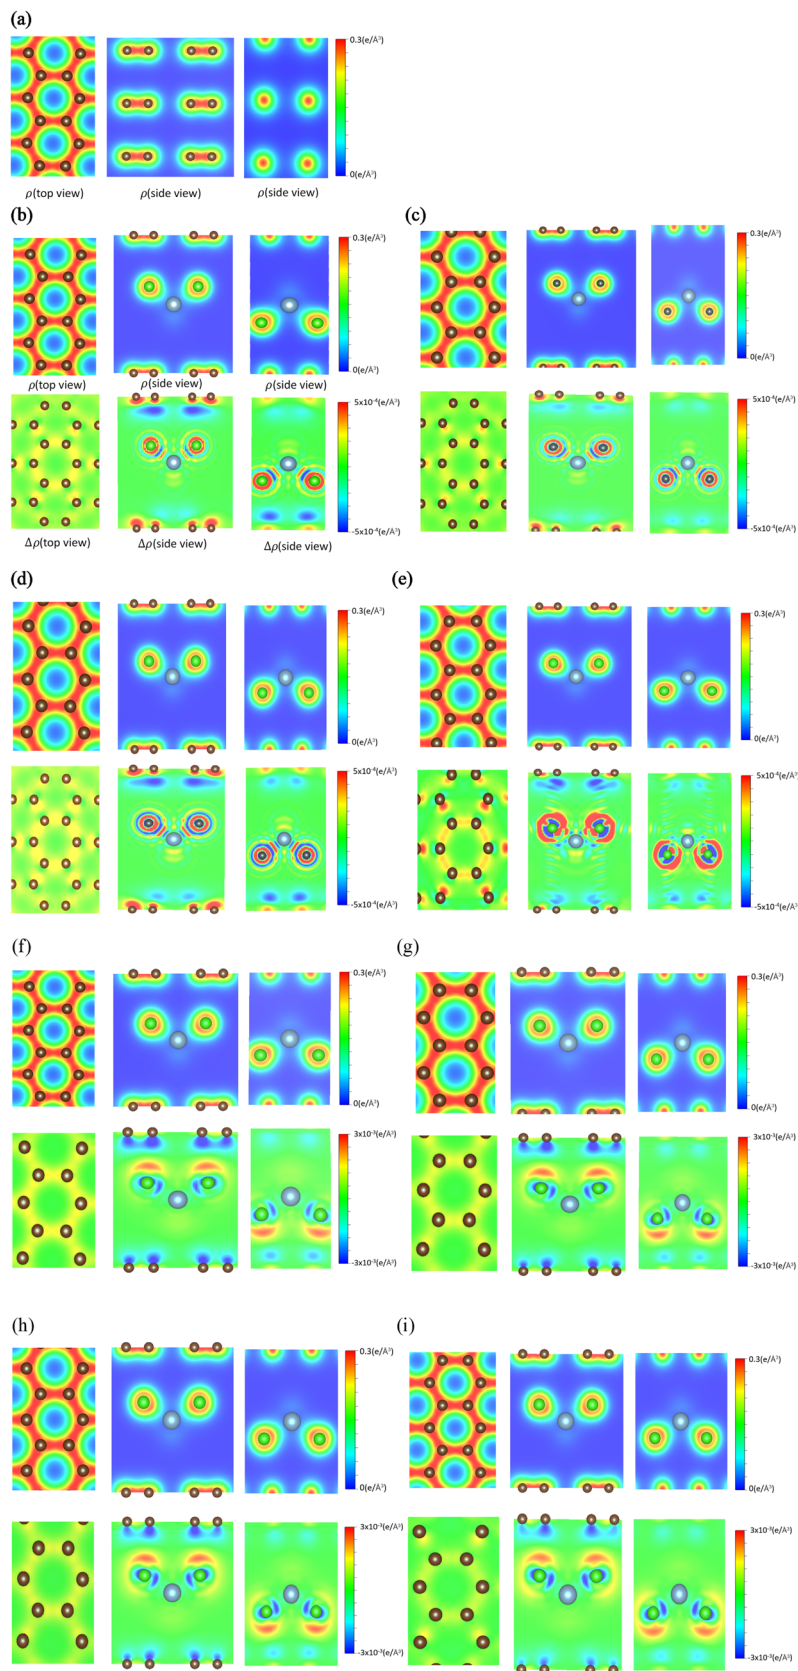 (a)
0.3(e/Å³)
0(e/Å³)
ρ(top view) ρ(side view) ρ(side view)
(b)
0.3(e/Å³)
0(e/Å³)
ρ(top view) ρ(side view) ρ(side view)
5x10⁻⁴(e/Å³)
-5x10⁻⁴(e/Å³)
Δρ(top view) Δρ(side view) Δρ(side view)
(c)
0.3(e/Å³)
0(e/Å³)
5x10⁻⁴(e/Å³)
-5x10⁻⁴(e/Å³)
(d)
0.3(e/Å³)
0(e/Å³)
5x10⁻⁴(e/Å³)
-5x10⁻⁴(e/Å³)
(e)
0.3(e/Å³)
0(e/Å³)
5x10⁻⁴(e/Å³)
-5x10⁻⁴(e/Å³)
(f)
0.3(e/Å³)
0(e/Å³)
3x10⁻³(e/Å³)
-3x10⁻³(e/Å³)
(g)
0.3(e/Å³)
0(e/Å³)
3x10⁻³(e/Å³)
-3x10⁻³(e/Å³)
(h)
0.3(e/Å³)
0(e/Å³)
3x10⁻³(e/Å³)
-3x10⁻³(e/Å³)
(i)
0.3(e/Å³)
0(e/Å³)
3x10⁻³(e/Å³)
-3x10⁻³(e/Å³)